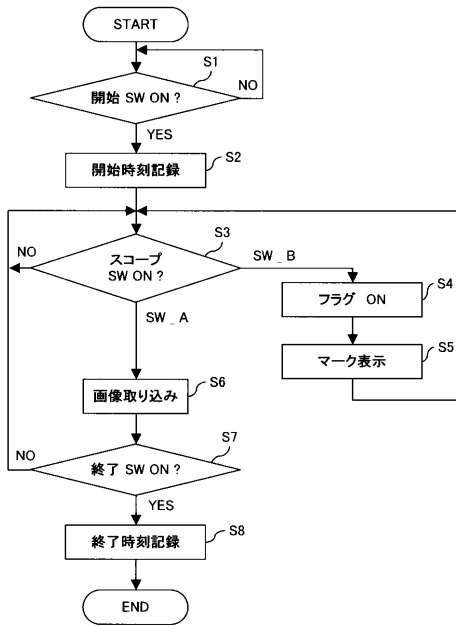 START
S1
開始 SW ON ?
NO
YES
S2
開始時刻記録
S3
NO
スコープ
SW ON ?
SW_B
SW_A
S4
フラグ ON
S5
マーク表示
S6
画像取り込み
S7
NO
終了 SW ON ?
YES
S8
終了時刻記録
END